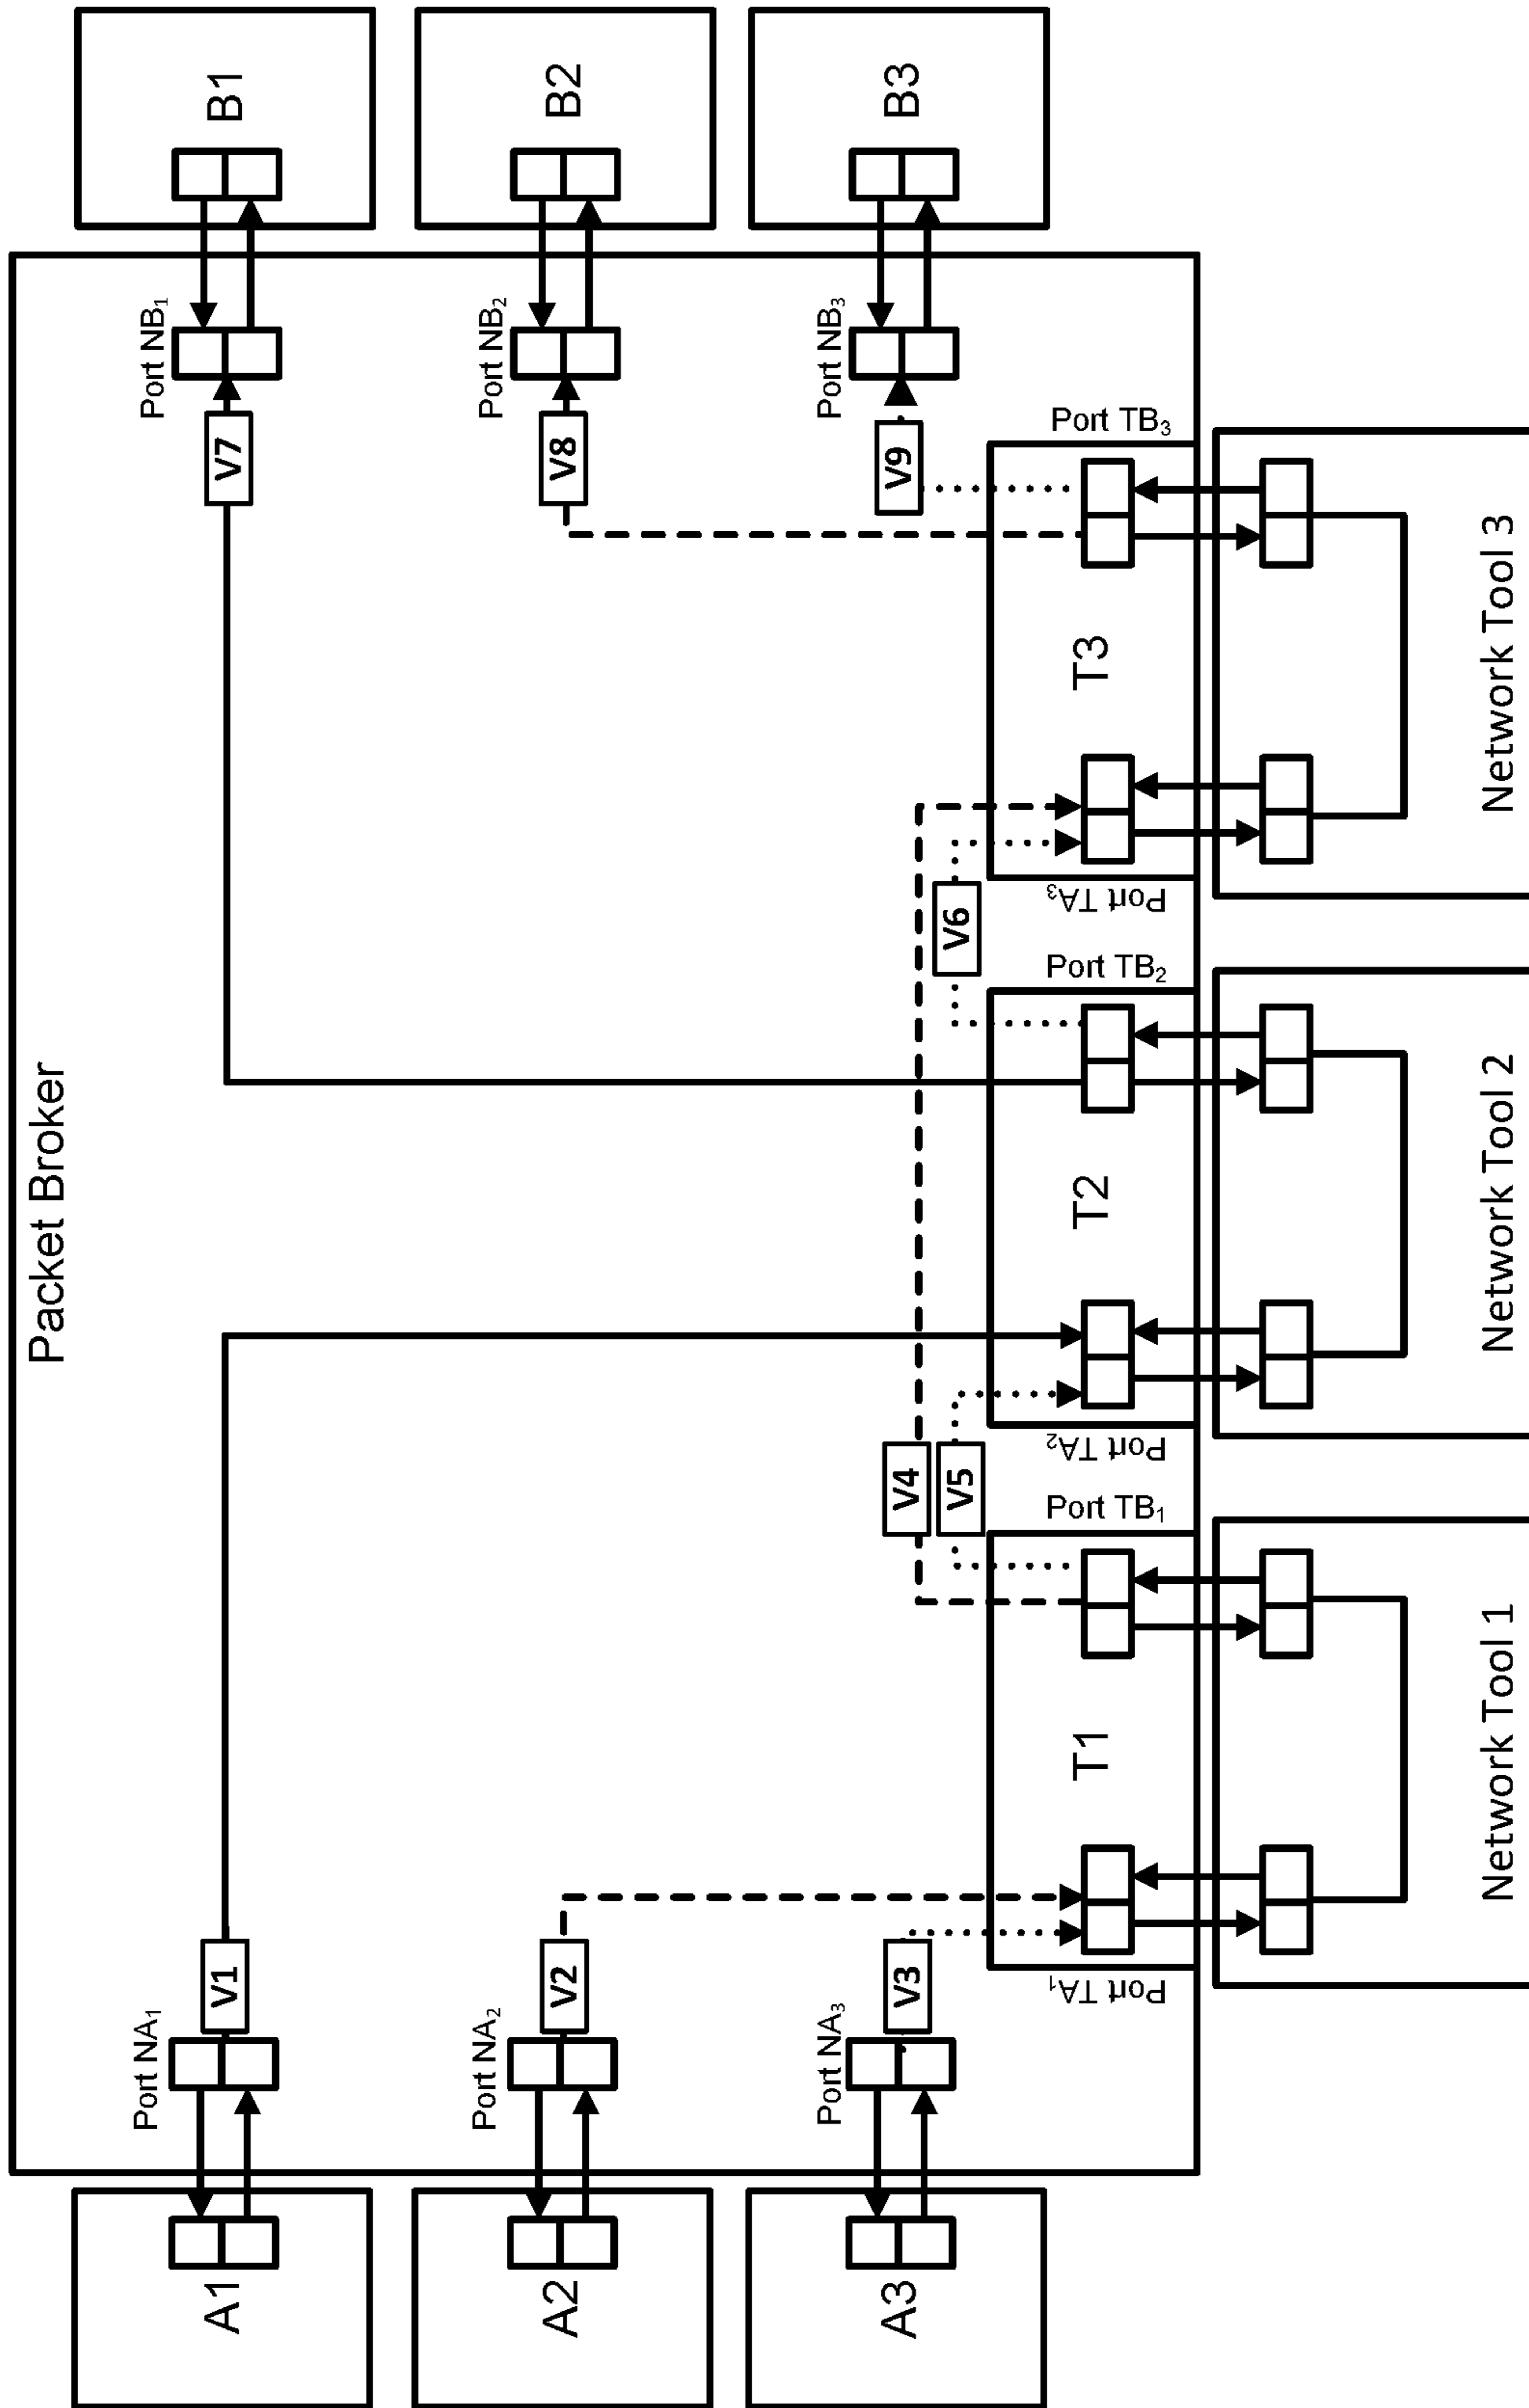 Packet Broker
A1
Port NA₁
V1
V7
Port NB₁
B1
A2
Port NA₂
V2
V8
Port NB₂
B2
A3
Port NA₃
V3
V4
V5
V6
V9
Port NB₃
B3
Port TA₁
T1
Port TB₁
Port TA₂
T2
Port TB₂
Port TA₃
T3
Port TB₃
Network Tool 1
Network Tool 2
Network Tool 3